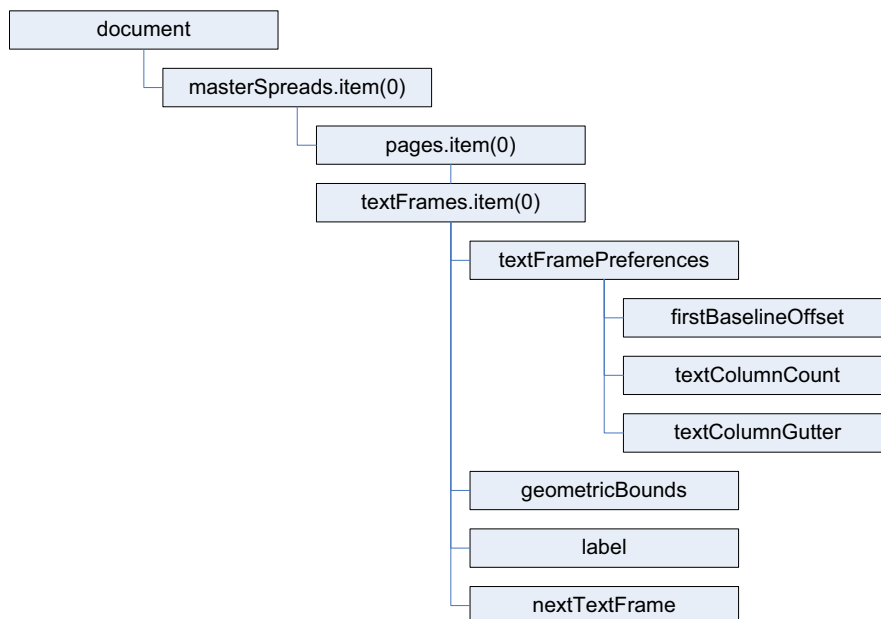 document
masterSpreads.item(0)
pages.item(0)
textFrames.item(0)
textFramePreferences
firstBaselineOffset
textColumnCount
textColumnGutter
geometricBounds
label
nextTextFrame